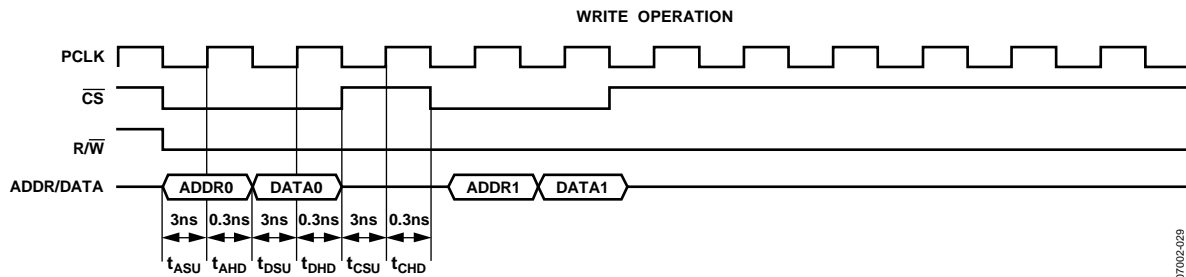 WRITE OPERATION
PCLK
CS
R/W
ADDR/DATA
ADDR0 DATA0 ADDR1 DATA1
3ns 0.3ns 3ns 0.3ns 3ns 0.3ns
tASU tAHD tDSU tDHD tCSU tCHD
07002-029